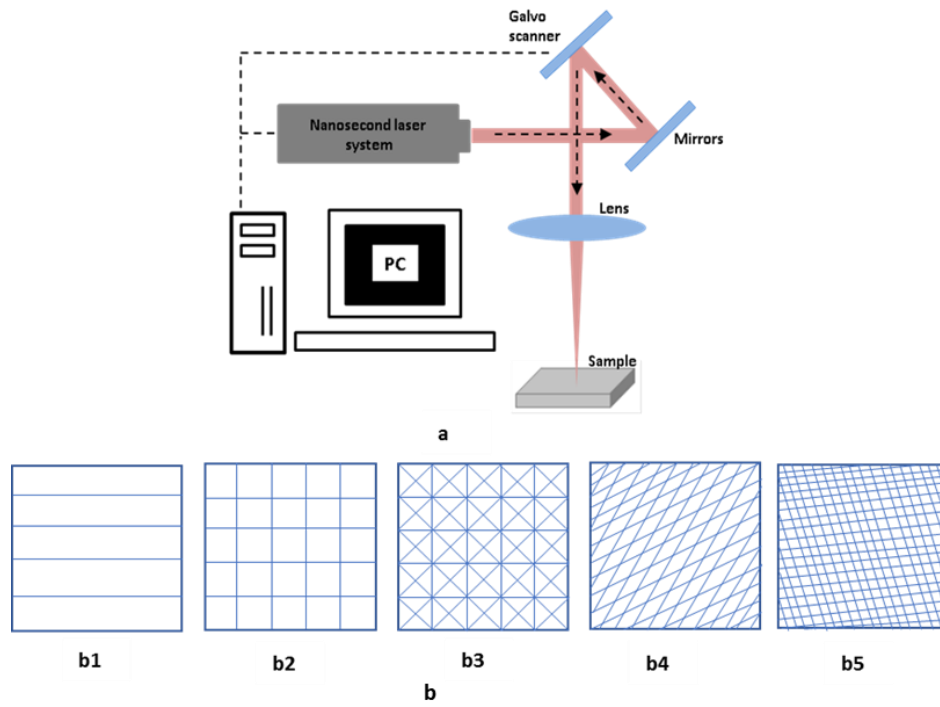 Galvo
scanner
Nanosecond laser
system
Mirrors
Lens
PC
Sample
a
b1
b2
b3
b4
b5
b